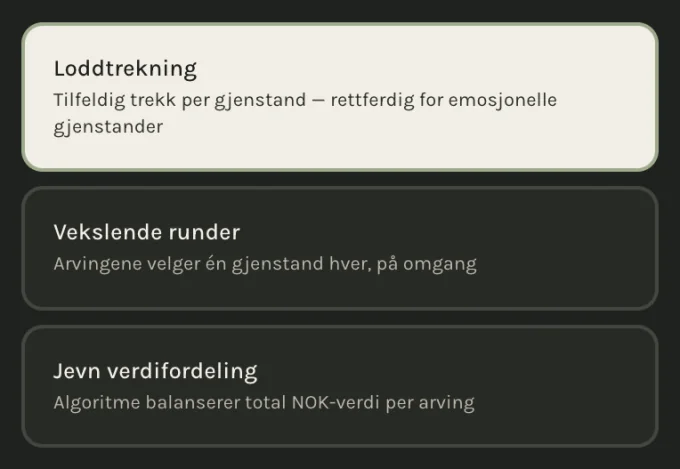 Loddtrekning
Tilfeldig trekk per gjenstand — rettferdig for emosjonelle
gjenstander
Vekslende runder
Arvingene velger én gjenstand hver, på omgang
Jevn verdifordeling
Algoritme balanserer total NOK-verdi per arving